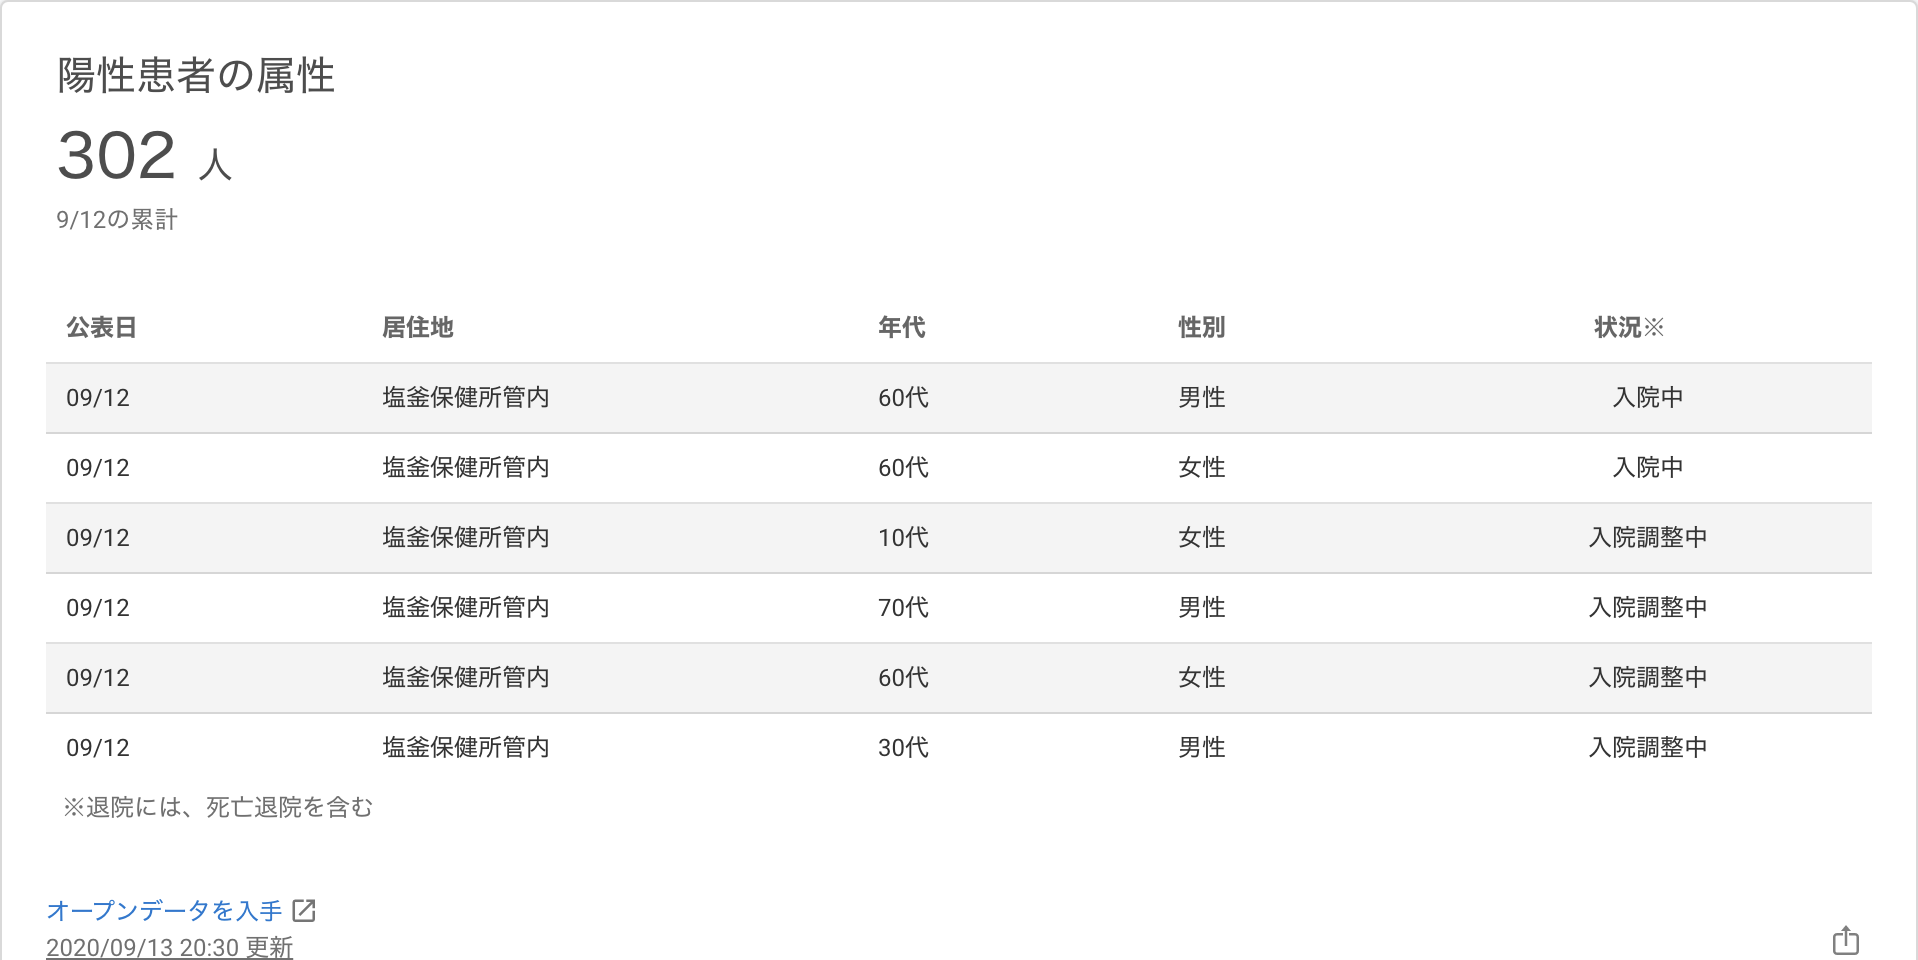 陽性患者の属性
302 人
9/12の累計
公表日 居住地 年代 性別 状況※
09/12 塩釜保健所管内 60代 男性 入院中
09/12 塩釜保健所管内 60代 女性 入院中
09/12 塩釜保健所管内 10代 女性 入院調整中
09/12 塩釜保健所管内 70代 男性 入院調整中
09/12 塩釜保健所管内 60代 女性 入院調整中
09/12 塩釜保健所管内 30代 男性 入院調整中
※退院には、死亡退院を含む
オープンデータを入手
2020/09/13 20:30 更新